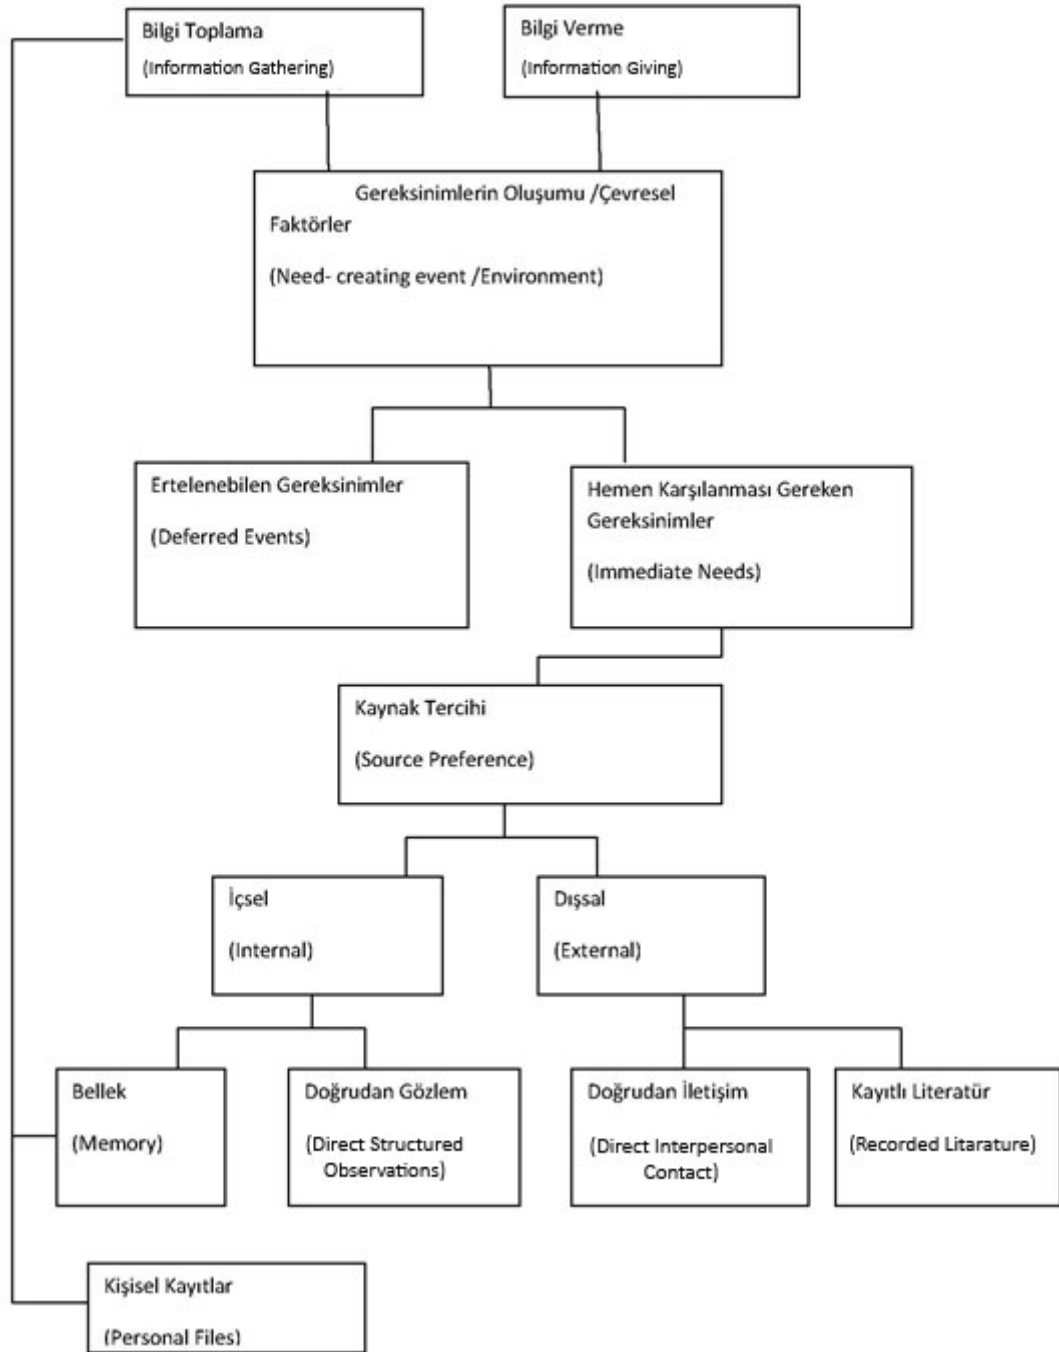 Bilgi Toplama
(Information Gathering)
Bilgi Verme
(Information Giving)
Gereksinimlerin Oluşumu /Çevresel
Faktörler
(Need- creating event /Environment)
Ertelenebilen Gereksinimler
(Deferred Events)
Hemen Karşılanması Gereken
Gereksinimler
(Immediate Needs)
Kaynak Tercihi
(Source Preference)
İçsel
(Internal)
Dışsal
(External)
Bellek
(Memory)
Doğrudan Gözlem
(Direct Structured
Observations)
Doğrudan İletişim
(Direct Interpersonal
Contact)
Kayıtlı Literatür
(Recorded Litarature)
Kişisel Kayıtlar
(Personal Files)